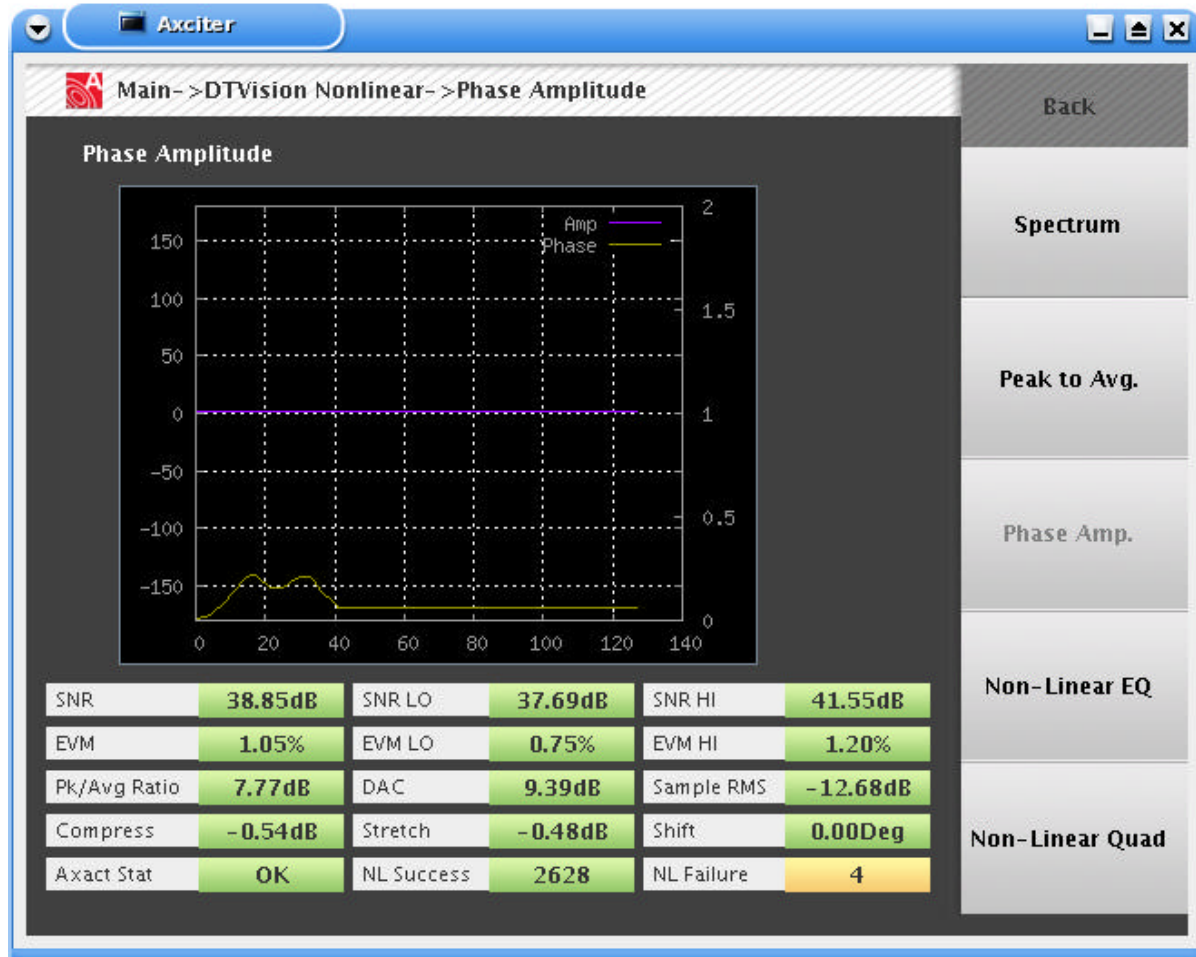 Axciter
A
Main->DTVision Nonlinear->Phase Amplitude
Back
Phase Amplitude
Spectrum
Peak to Avg.
Phase Amp.
Non-Linear EQ
Non-Linear Quad
Amp
Phase
150
100
50
0
-50
-100
-150
2
1.5
1
0.5
0
0 20 40 60 80 100 120 140
SNR 38.85dB SNR LO 37.69dB SNR HI 41.55dB
EVM 1.05% EVM LO 0.75% EVM HI 1.20%
Pk/Avg Ratio 7.77dB DAC 9.39dB Sample RMS -12.68dB
Compress -0.54dB Stretch -0.48dB Shift 0.00Deg
Axact Stat OK NL Success 2628 NL Failure 4